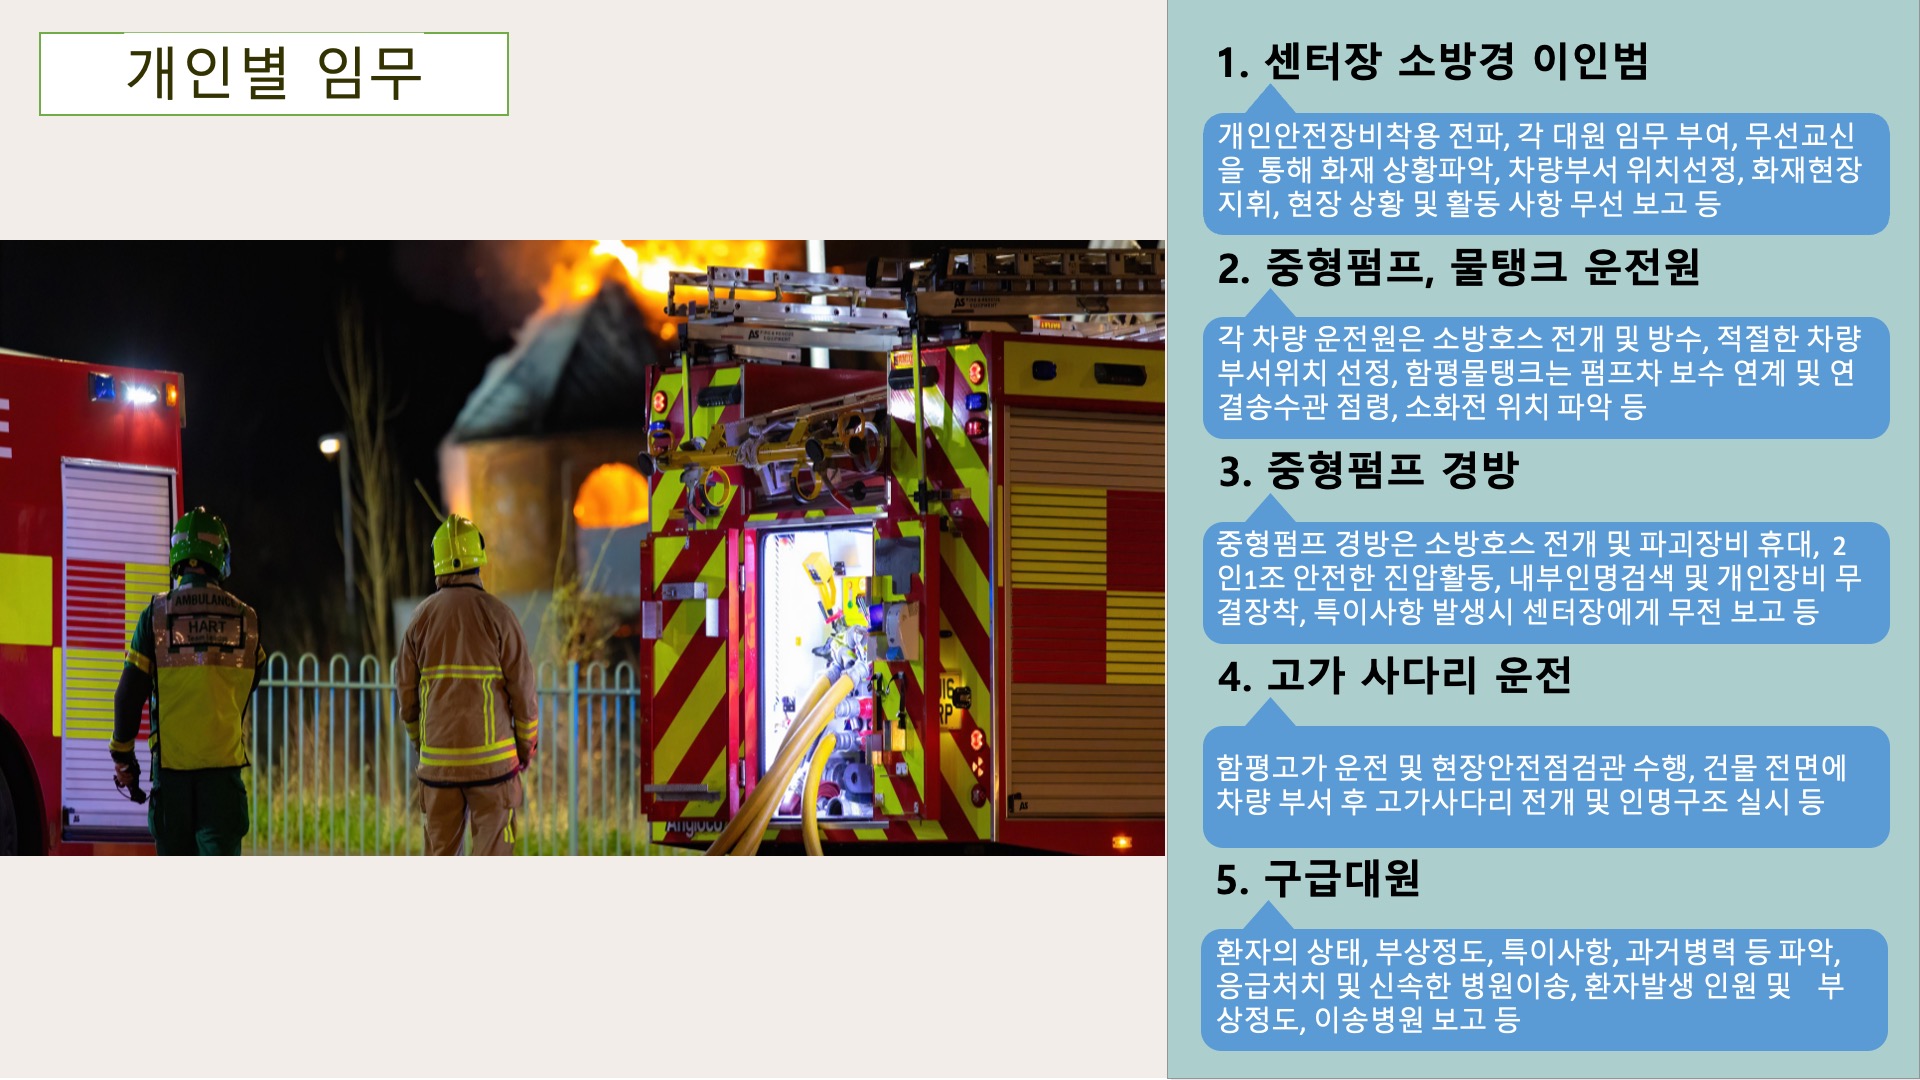 개인별 임무
1. 센터장 소방경 이인범
개인안전장비착용 전파, 각 대원 임무 부여, 무선교신
을 통해 화재 상황파악, 차량부서 위치선정, 화재현장
지휘, 현장 상황 및 활동 사항 무선 보고 등
2. 중형펌프, 물탱크 운전원
각 차량 운전원은 소방호스 전개 및 방수, 적절한 차량
부서위치 선정, 함평물탱크는 펌프차 보수 연계 및 연
결송수관 점령, 소화전 위치 파악 등
3. 중형펌프 경방
중형펌프 경방은 소방호스 전개 및 파괴장비 휴대, 2
인1조 안전한 진압활동, 내부인명검색 및 개인장비 무
결장착, 특이사항 발생시 센터장에게 무전 보고 등
4. 고가 사다리 운전
함평고가 운전 및 현장안전점검관 수행, 건물 전면에
차량 부서 후 고가사다리 전개 및 인명구조 실시 등
5. 구급대원
환자의 상태, 부상정도, 특이사항, 과거병력 등 파악,
응급처치 및 신속한 병원이송, 환자발생 인원 및 부
상정도, 이송병원 보고 등
AMBULANCE
HART
Angloco
AS
AS
AS